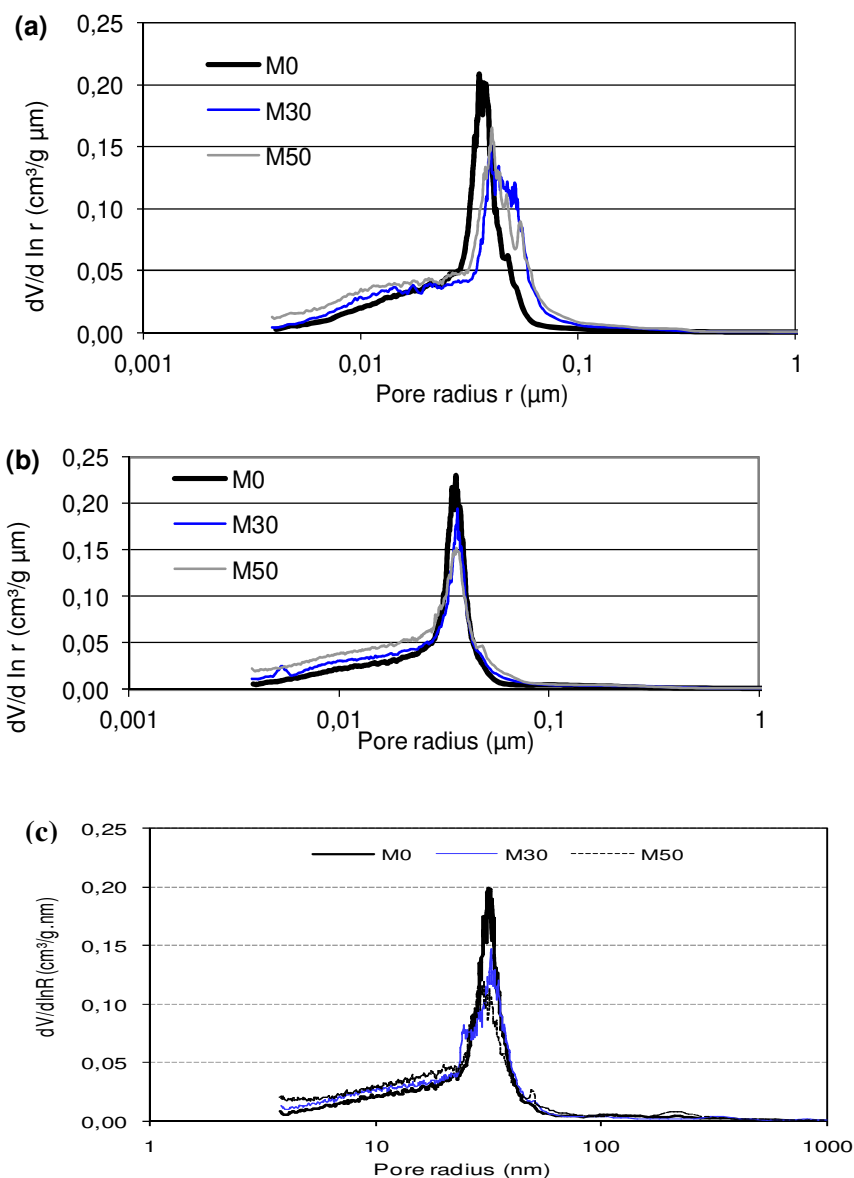 (a)
dV/d ln r (cm³/g µm)
0,25
0,20
0,15
0,10
0,05
0,00
M0
M30
M50
0,001 0,01 0,1 1
Pore radius r (µm)
(b)
dV/d ln r (cm³/g µm)
0,25
0,20
0,15
0,10
0,05
0,00
M0
M30
M50
0,001 0,01 0,1 1
Pore radius (µm)
(c)
dV/dlnR (cm³/g.nm)
0,25
0,20
0,15
0,10
0,05
0,00
M0 M30 M50
1 10 100 1000
Pore radius (nm)